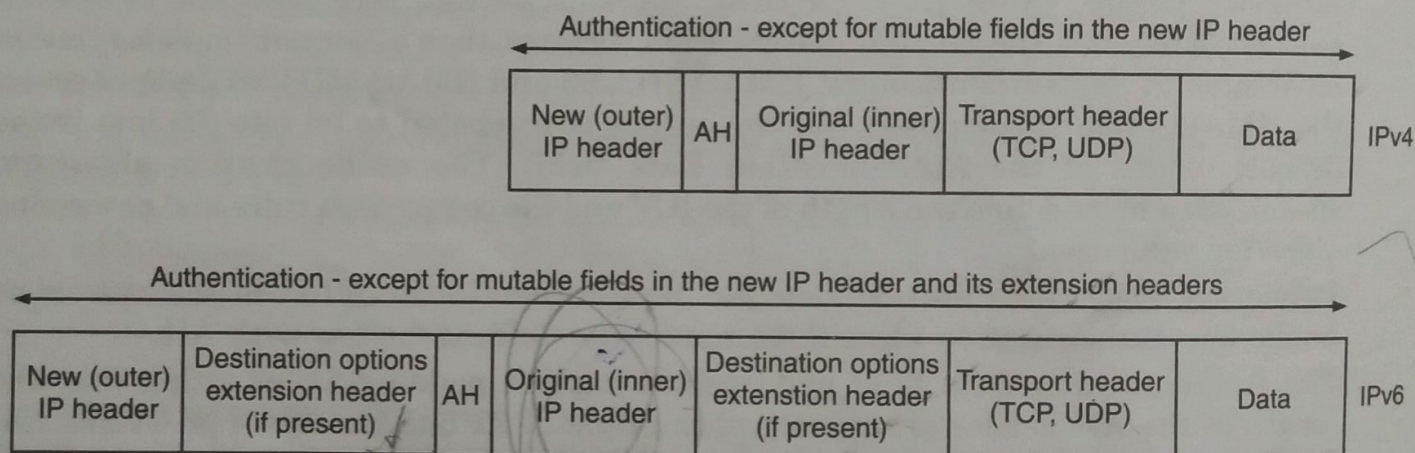 Authentication - except for mutable fields in the new IP header
New (outer)
IP header
AH
Original (inner)
IP header
Transport header
(TCP, UDP)
Data
IPv4
Authentication - except for mutable fields in the new IP header and its extension headers
New (outer)
IP header
Destination options
extension header
(if present)
AH
Original (inner)
IP header
Destination options
extenstion header
(if present)
Transport header
(TCP, UDP)
Data
IPv6